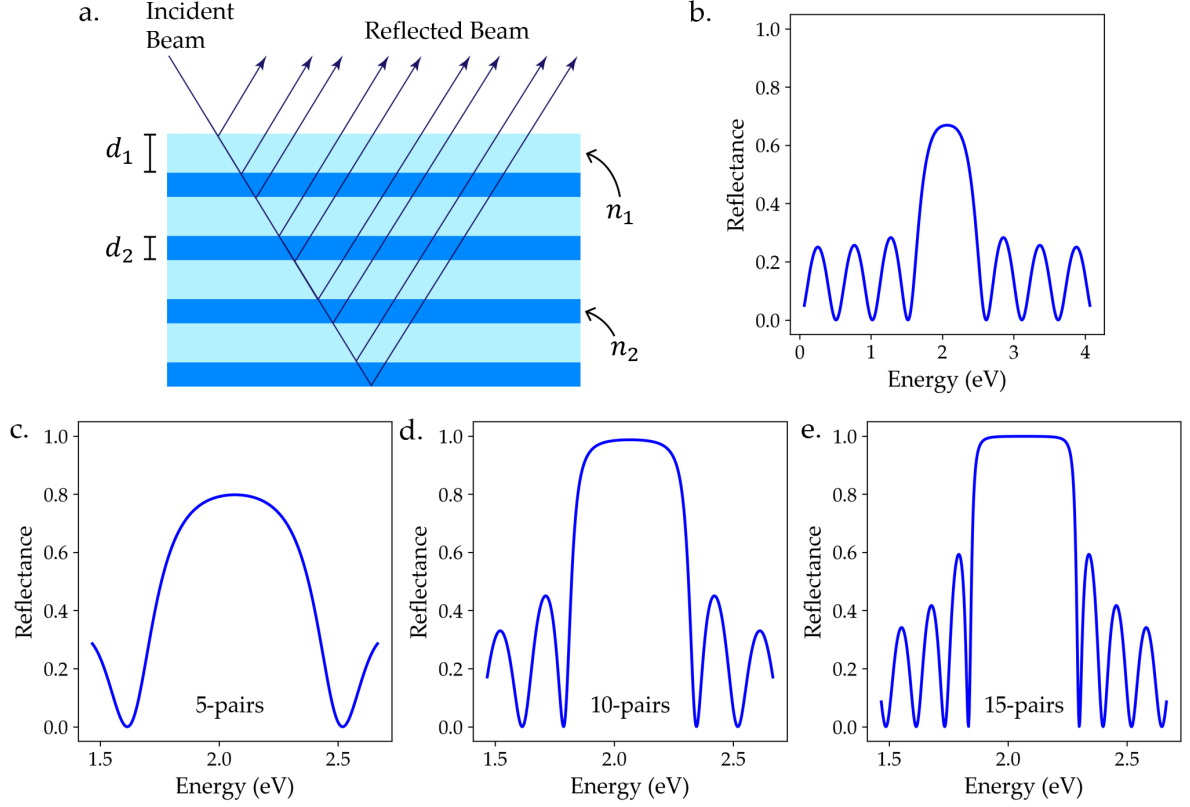 a.
Incident
Beam
Reflected Beam
d₁
d₂
n₁
n₂
b.
1.0
0.8
0.6
0.4
0.2
0.0
Reflectance
0 1 2 3 4
Energy (eV)
c.
1.0
0.8
0.6
0.4
0.2
0.0
Reflectance
5-pairs
1.5 2.0 2.5
Energy (eV)
d.
1.0
0.8
0.6
0.4
0.2
0.0
Reflectance
10-pairs
1.5 2.0 2.5
Energy (eV)
e.
1.0
0.8
0.6
0.4
0.2
0.0
Reflectance
15-pairs
1.5 2.0 2.5
Energy (eV)